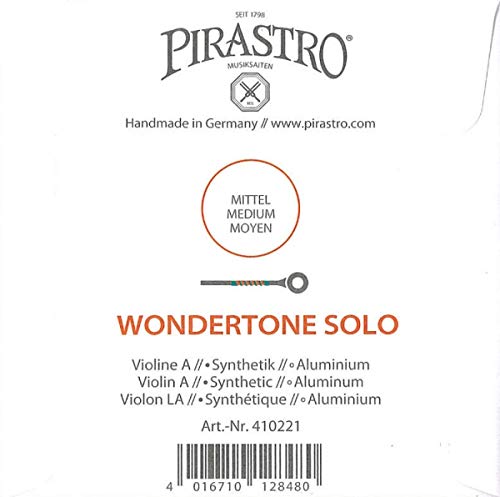 SEIT 1798
PIRASTRO®
MUSIKSAITEN
Handmade in Germany // www.pirastro.com
MITTEL
MEDIUM
MOYEN
WONDERTONE SOLO
Violine A // • Synthetik // ∘ Aluminium
Violin A // • Synthetic // ∘ Aluminum
Violon LA // • Synthétique // ∘ Aluminium
Art.-Nr. 410221
4 016710 128480